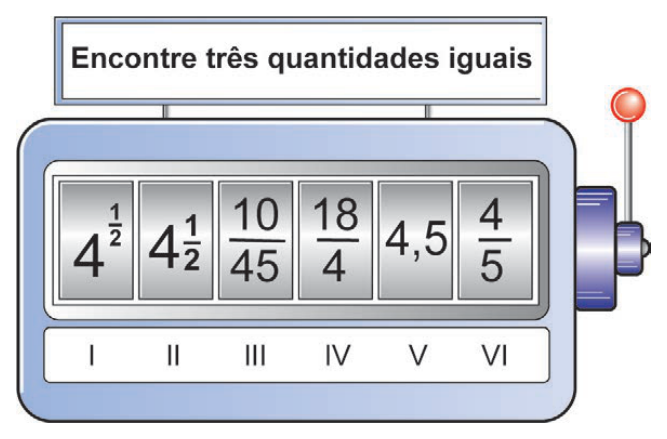 Encontre três quantidades iguais
4^{1/2} 4 1/2 10/45 18/4 4,5 4/5
I II III IV V VI